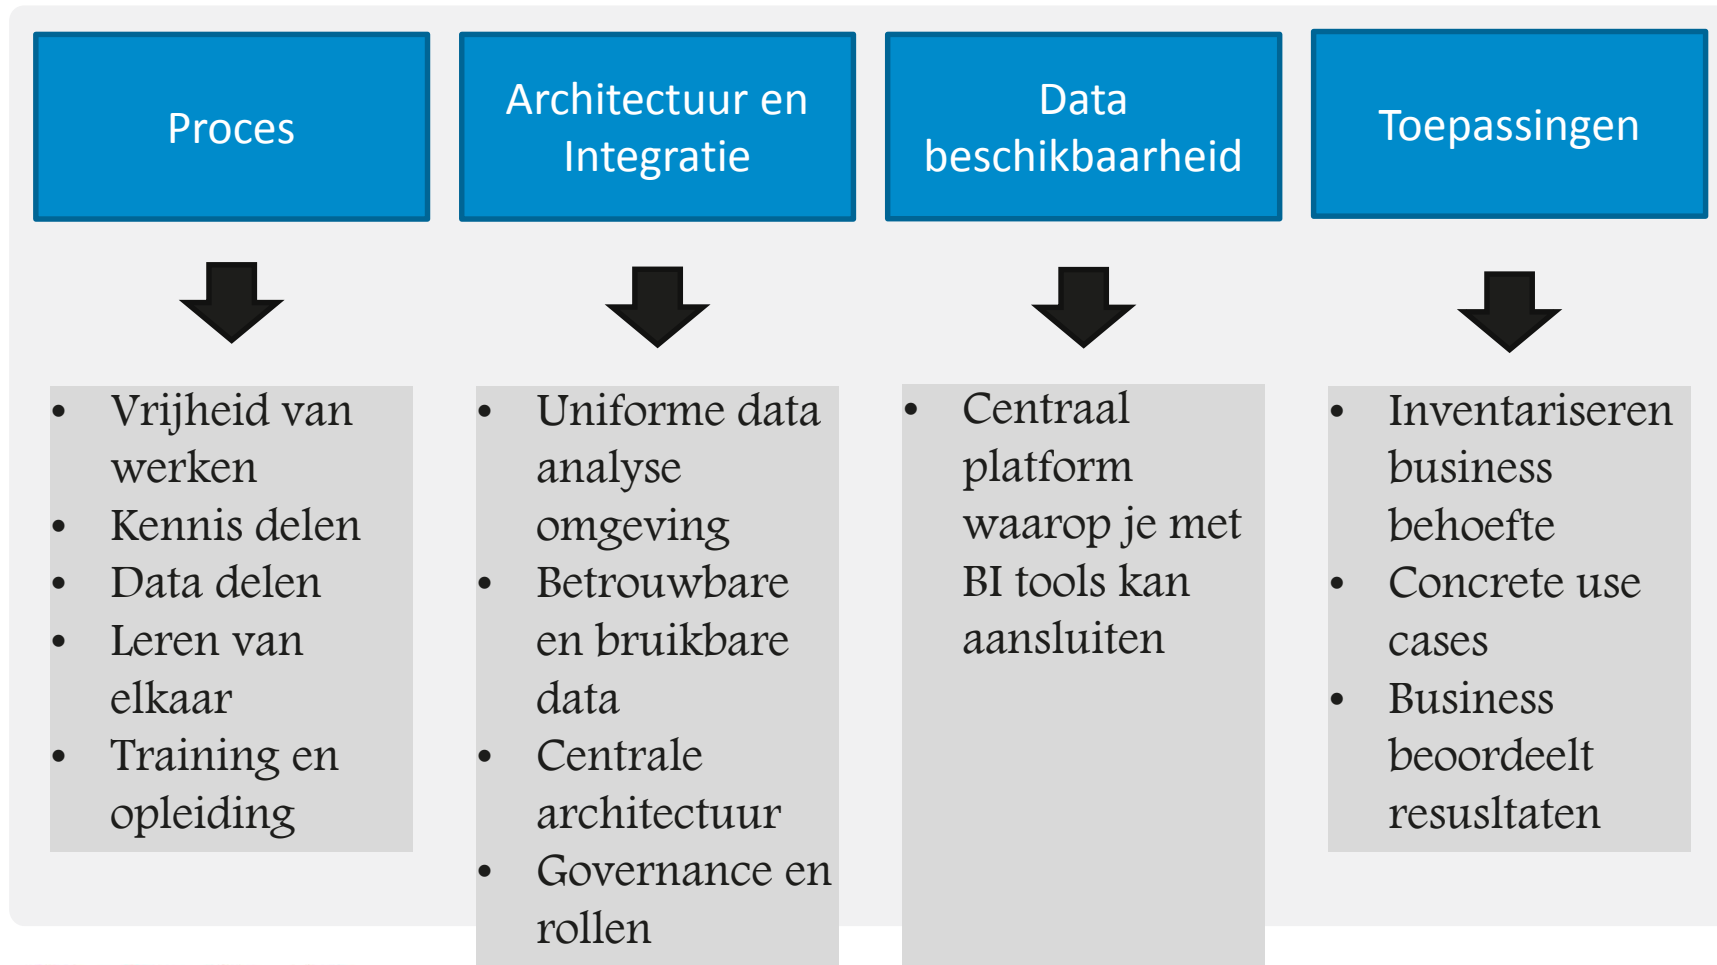 Proces
Architectuur en
Integratie
Data
beschikbaarheid
Toepassingen
• Vrijheid van
werken
• Kennis delen
• Data delen
• Leren van
elkaar
• Training en
opleiding
• Uniforme data
analyse
omgeving
• Betrouwbare
en bruikbare
data
• Centrale
architectuur
• Governance en
rollen
• Centraal
platform
waarop je met
BI tools kan
aansluiten
• Inventariseren
business
behoefte
• Concrete use
cases
• Business
beoordeelt
resusltaten